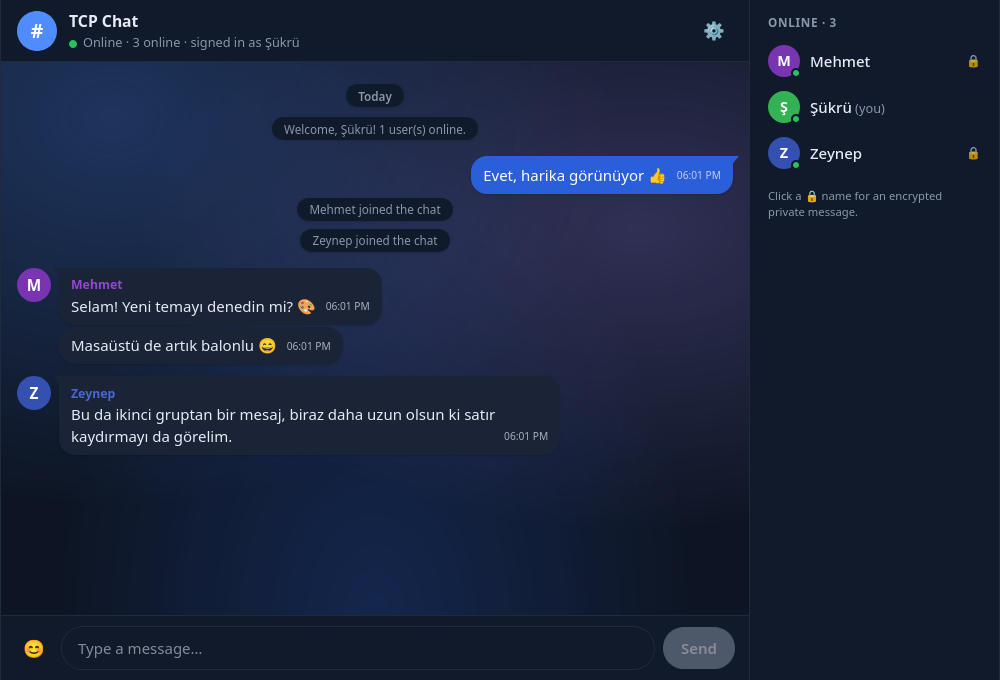 #
TCP Chat
Online · 3 online · signed in as Şükrü
⚙️
Today
Welcome, Şükrü! 1 user(s) online.
Evet, harika görünüyor 👍 06:01 PM
Mehmet joined the chat
Zeynep joined the chat
M
Mehmet
Selam! Yeni temayı denedin mi? 🎨 06:01 PM
Masaüstü de artık balonlu 😄 06:01 PM
Z
Zeynep
Bu da ikinci gruptan bir mesaj, biraz daha uzun olsun ki satır
kaydırmayı da görelim. 06:01 PM
😊 Type a message... Send
ONLINE · 3
M Mehmet 🔒
Ş Şükrü (you)
Z Zeynep 🔒
Click a 🔒 name for an encrypted
private message.